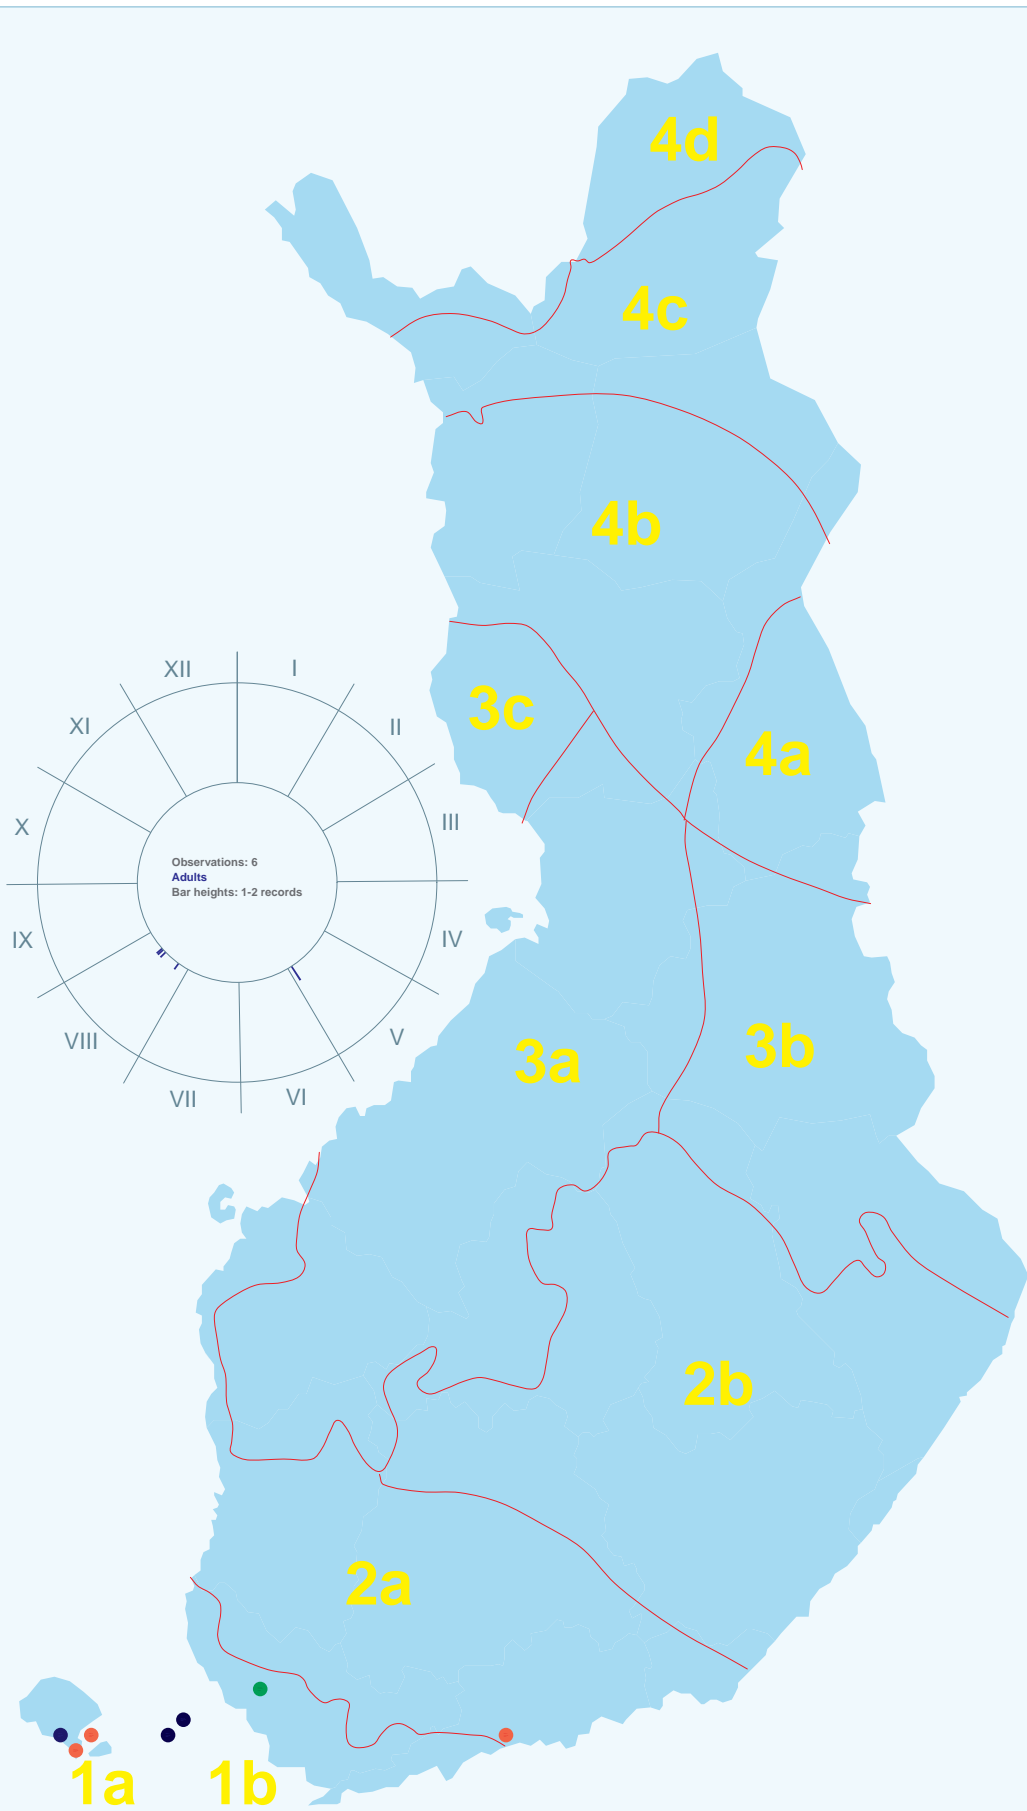 4d
4c
4b
3c
4a
XII
I
XI
II
X
III
Observations: 6
Adults
Bar heights: 1-2 records
IX
IV
VIII
V
VII
VI
3a
3b
2b
2a
1a
1b